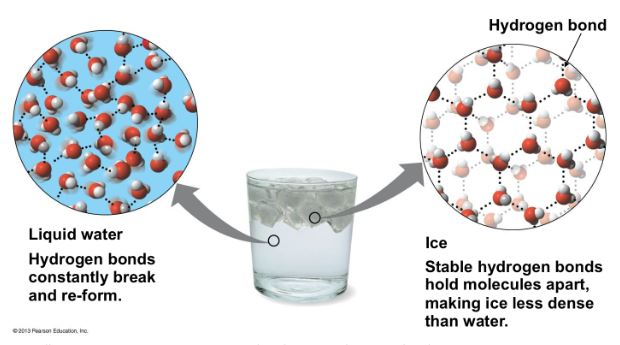 Hydrogen bond
Liquid water
Hydrogen bonds
constantly break
and re-form.
Ice
Stable hydrogen bonds
hold molecules apart,
making ice less dense
than water.
©2013 Pearson Education, Inc.